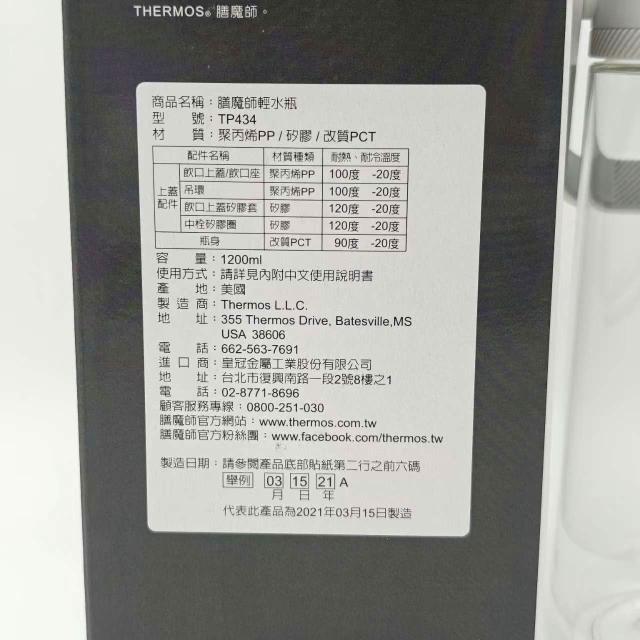 THERMOS® 膳魔師。
商品名稱：膳魔師輕水瓶
型 號：TP434
材 質：聚丙烯PP / 矽膠 / 改質PCT
配件名稱 材質種類 耐熱、耐冷溫度
上蓋配件 飲口上蓋/飲口座 聚丙烯PP 100度 -20度
吊環 聚丙烯PP 100度 -20度
飲口上蓋矽膠套 矽膠 120度 -20度
中栓矽膠圈 矽膠 120度 -20度
瓶身 改質PCT 90度 -20度
容 量：1200ml
使用方式：請詳見內附中文使用說明書
產 地：美國
製 造 商：Thermos L.L.C.
地 址：355 Thermos Drive, Batesville,MS
USA 38606
電 話：662-563-7691
進 口 商：皇冠金屬工業股份有限公司
地 址：台北市復興南路一段2號8樓之1
電 話：02-8771-8696
顧客服務專線：0800-251-030
膳魔師官方網站：www.thermos.com.tw
膳魔師官方粉絲團：www.facebook.com/thermos.tw
製造日期：請參閱產品底部貼紙第二行之前六碼
舉例 03 15 21 A
月 日 年
代表此產品為2021年03月15日製造